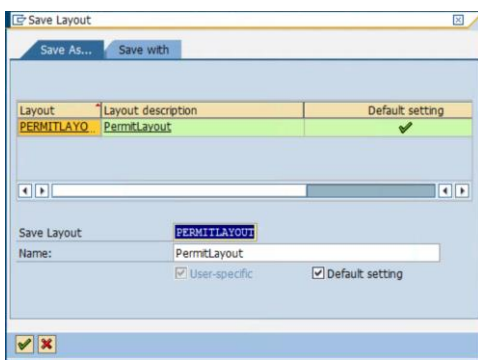 Save Layout
Save As... Save with
Layout Layout description Default setting
PERMITLAYO.. PermitLayout
Save Layout PERMITLAYOUT
Name: PermitLayout
User-specific Default setting